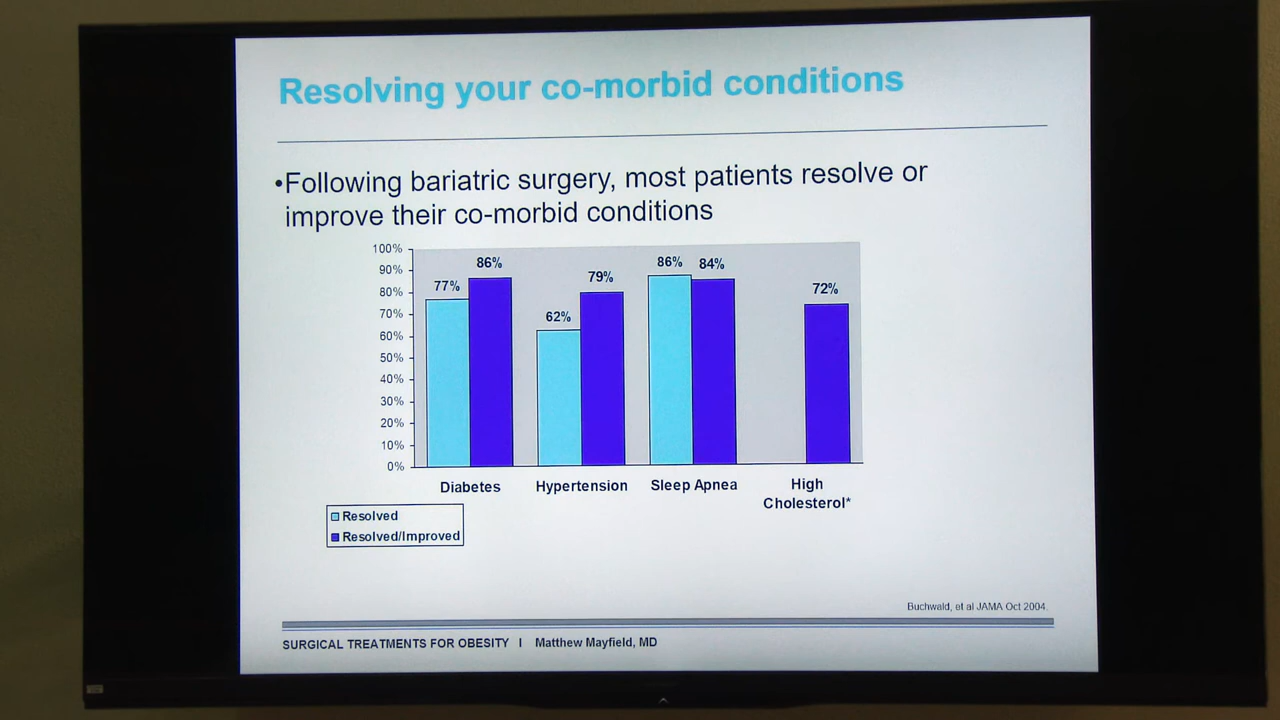 Resolving your co-morbid conditions
•Following bariatric surgery, most patients resolve or
improve their co-morbid conditions
100%
90%
80%
70%
60%
50%
40%
30%
20%
10%
0%
77%
86%
62%
79%
86%
84%
72%
Diabetes
Hypertension
Sleep Apnea
High
Cholesterol*
Resolved
Resolved/Improved
Buchwald, et al JAMA Oct 2004.
SURGICAL TREATMENTS FOR OBESITY I Matthew Mayfield, MD